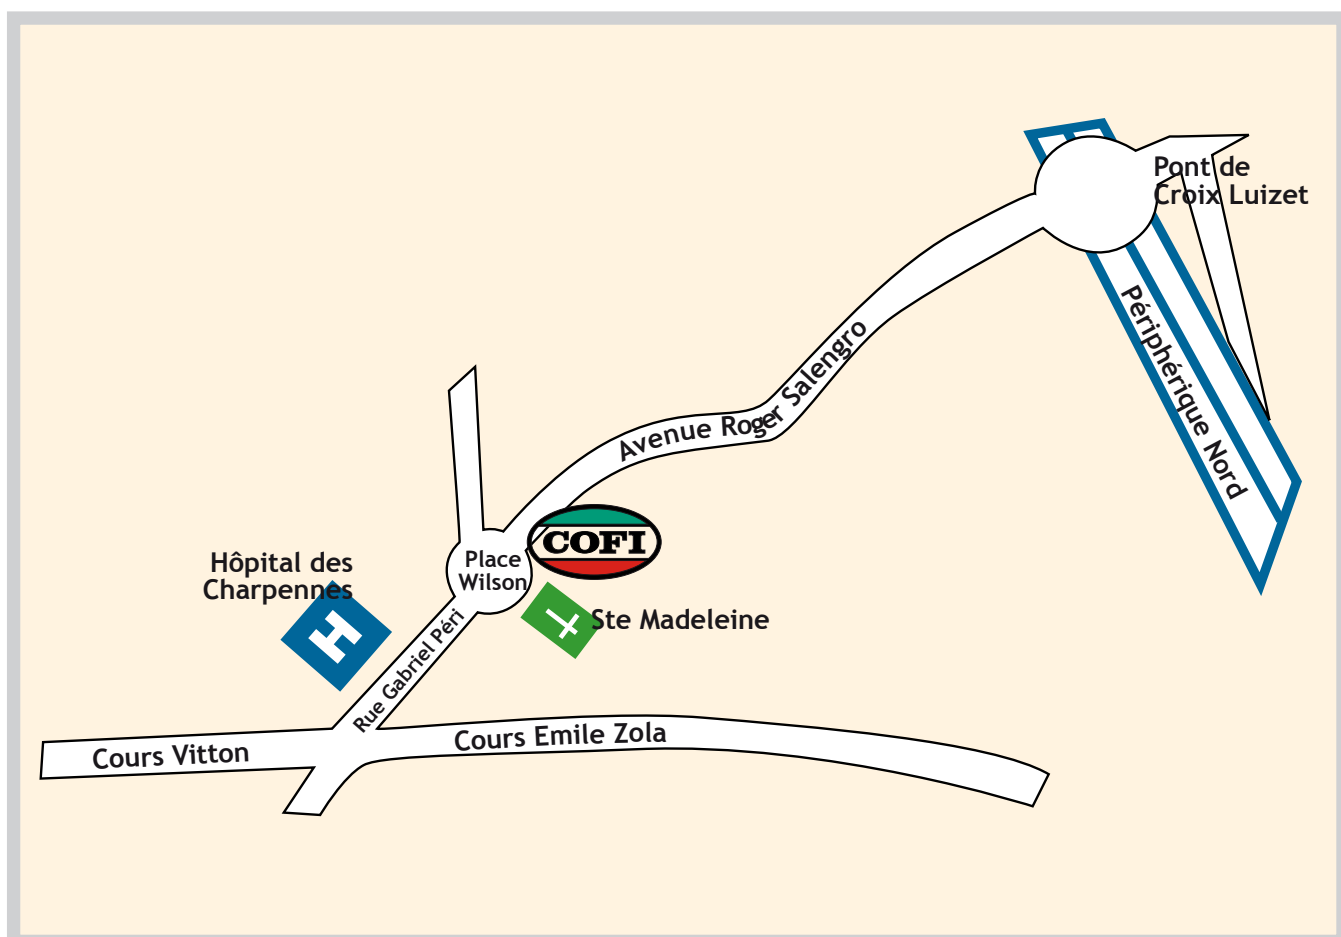 Pont de
Croix Luizet
Périphérique Nord
Avenue Roger Salengro
COFI
Place
Wilson
Hôpital des
Charpennes
H
Ste Madeleine
Rue Gabriel Péri
Cours Vitton
Cours Emile Zola